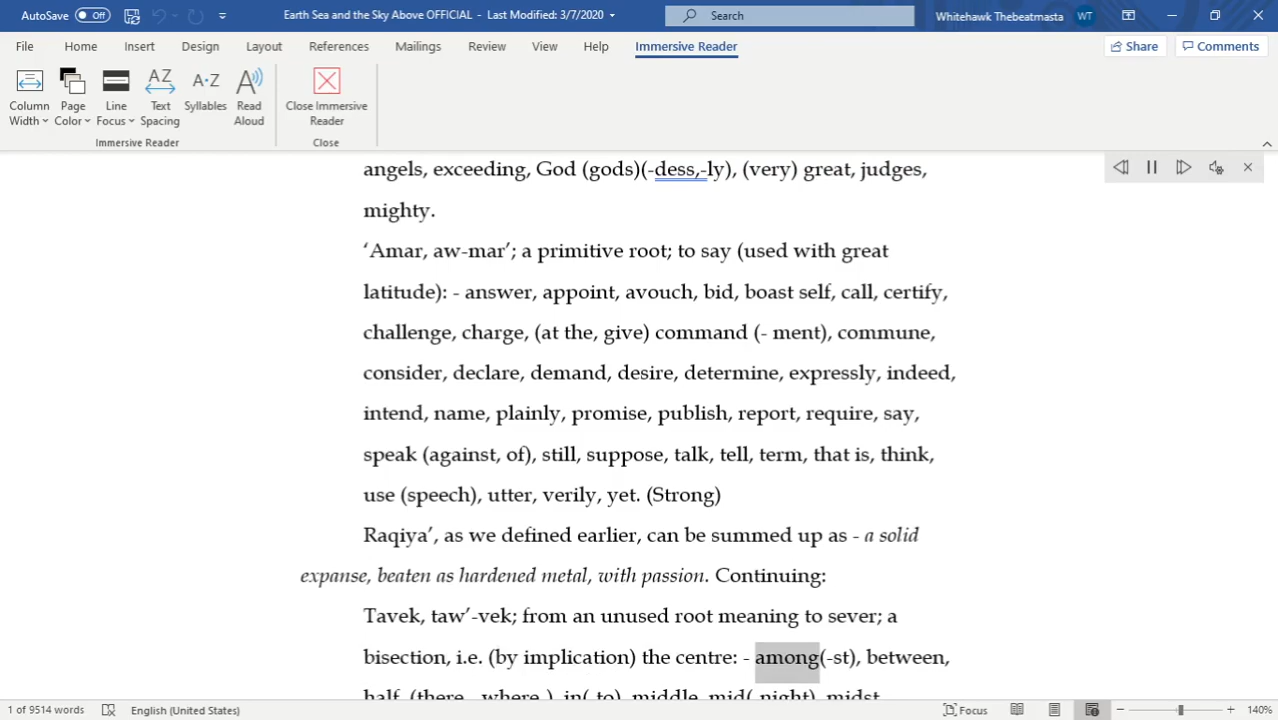 AutoSave Off Earth Sea and the Sky Above OFFICIAL - Last Modified: 3/7/2020 Search Whitehawk Thebeatmasta WT
File Home Insert Design Layout References Mailings Review View Help Immersive Reader Share Comments
Column Width Page Color Line Focus Text Spacing Syllables Read Aloud Close Immersive Reader
Immersive Reader Close
angels, exceeding, God (gods)(-dess,-ly), (very) great, judges,
mighty.
‘Amar, aw-mar’; a primitive root; to say (used with great
latitude): - answer, appoint, avouch, bid, boast self, call, certify,
challenge, charge, (at the, give) command (- ment), commune,
consider, declare, demand, desire, determine, expressly, indeed,
intend, name, plainly, promise, publish, report, require, say,
speak (against, of), still, suppose, talk, tell, term, that is, think,
use (speech), utter, verily, yet. (Strong)
Raqiya’, as we defined earlier, can be summed up as - a solid
expanse, beaten as hardened metal, with passion. Continuing:
Tavek, taw’-vek; from an unused root meaning to sever; a
bisection, i.e. (by implication) the centre: - among(-st), between,
half, (there-, where-), in(-to), middle, mid(-night), midst
1 of 9514 words English (United States) Focus 140%